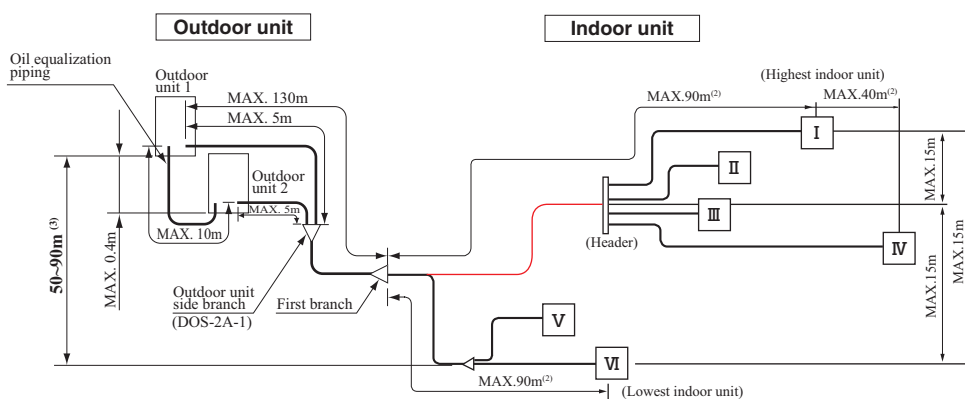 Outdoor unit
Indoor unit
Oil equalization
piping
Outdoor
unit 1
MAX. 130m
MAX. 5m
Outdoor
unit 2
MAX. 5m
MAX. 10m
50~90m (3)
MAX. 0.4m
Outdoor unit
side branch
(DOS-2A-1)
First branch
(Highest indoor unit)
MAX.90m(2)
MAX.40m(2)
I
II
III
IV
(Header)
MAX.15m
MAX.15m
MAX.15m
V
VI
MAX.90m(2)
(Lowest indoor unit)